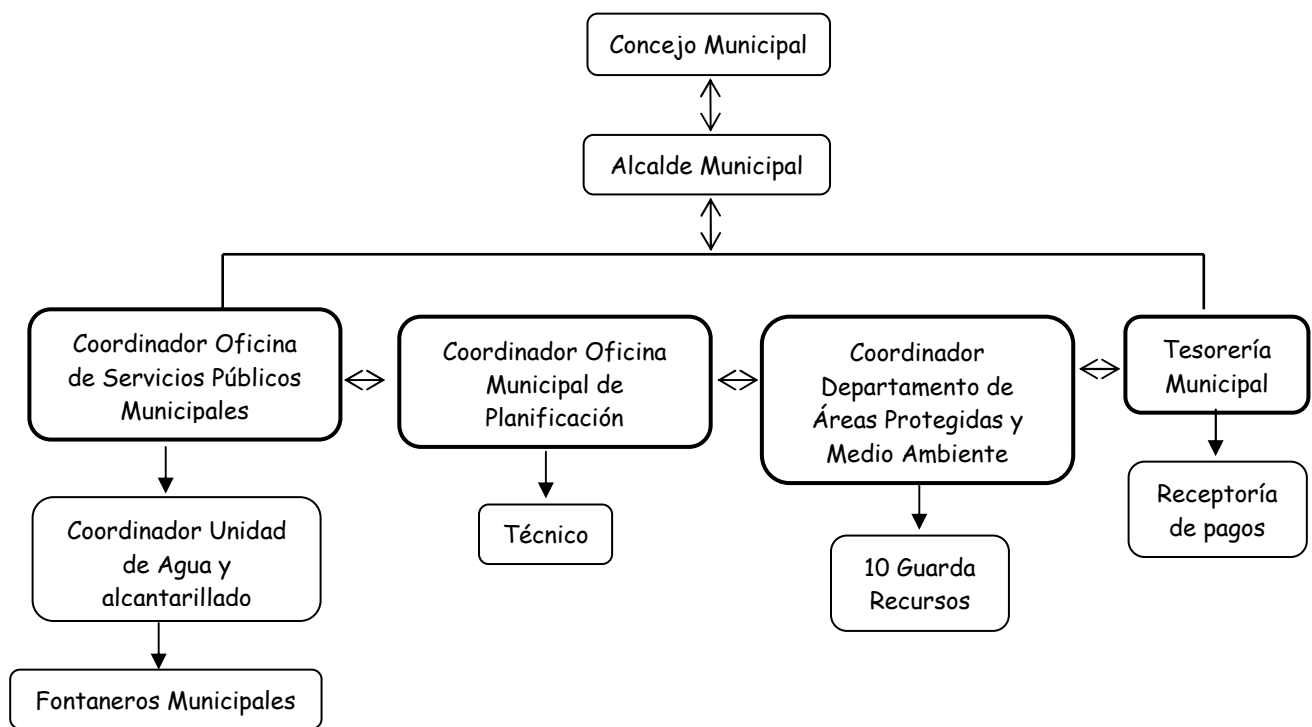 Concejo Municipal
Alcalde Municipal
Coordinador Oficina
de Servicios Públicos
Municipales
Coordinador Oficina
Municipal de
Planificación
Coordinador
Departamento de
Áreas Protegidas y
Medio Ambiente
Tesorería
Municipal
Coordinador Unidad
de Agua y
alcantarillado
Técnico
10 Guarda
Recursos
Receptoría
de pagos
Fontaneros Municipales